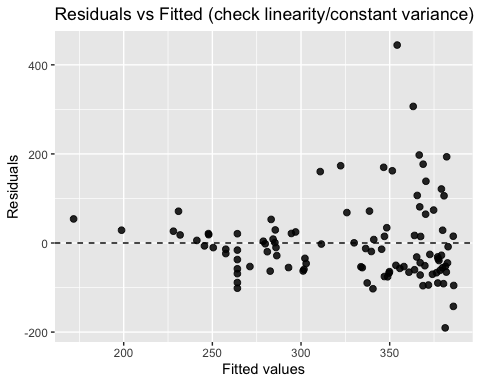 Residuals vs Fitted (check linearity/constant variance)
400
200
0
-200
Residuals
200
250
300
350
Fitted values